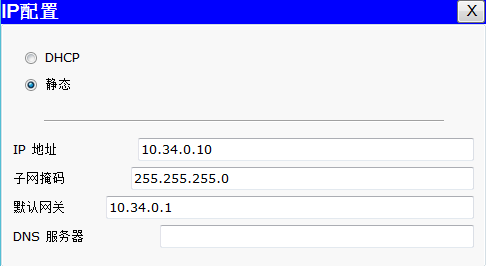 IP配置
X
DHCP
静态
IP 地址 10.34.0.10
子网掩码 255.255.255.0
默认网关 10.34.0.1
DNS 服务器